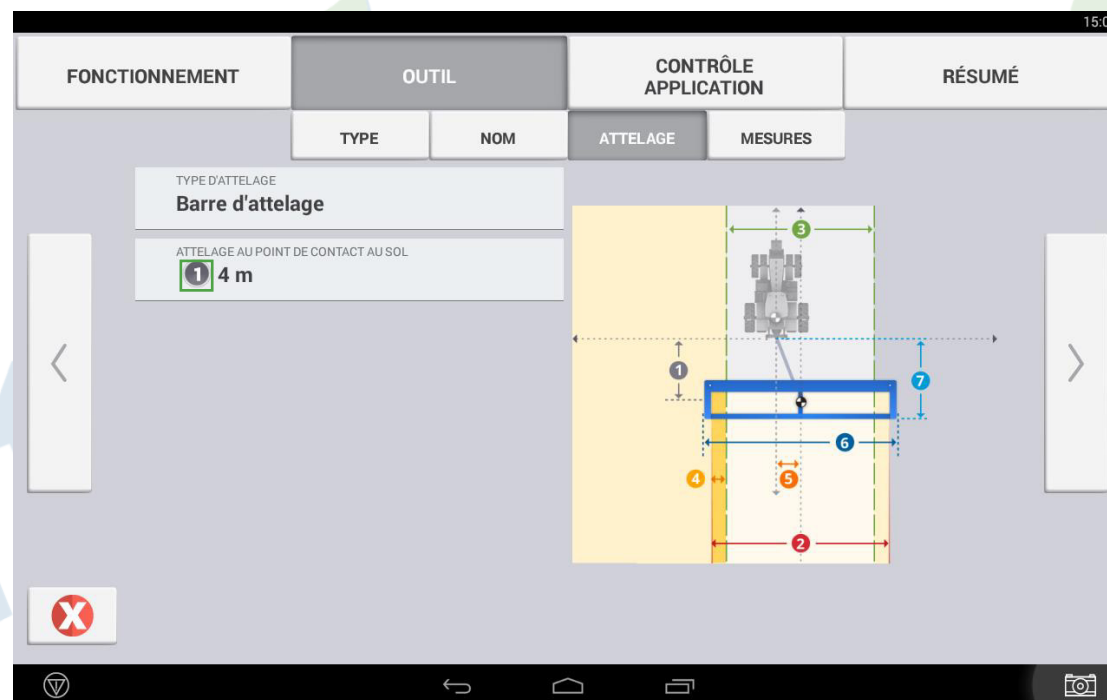 15:0
FONCTIONNEMENT
OUTIL
CONTRÔLE
APPLICATION
RÉSUMÉ
TYPE
NOM
ATTELAGE
MESURES
TYPE D'ATTELAGE
Barre d'attelage
ATTELAGE AU POINT DE CONTACT AU SOL
1 4 m
3
1
7
6
4
5
2
X